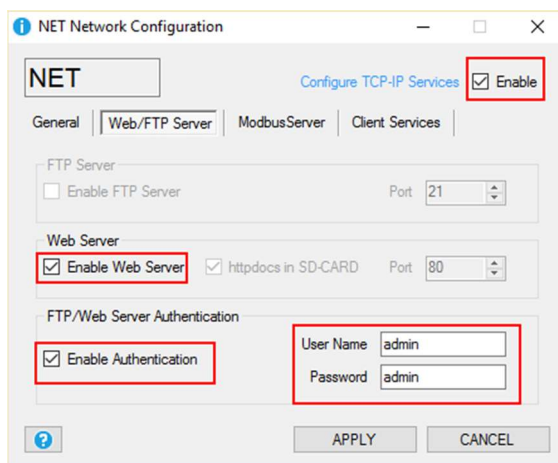 NET Network Configuration
NET
Configure TCP-IP Services Enable
General Web/FTP Server ModbusServer Client Services
FTP Server
Enable FTP Server Port 21
Web Server
Enable Web Server httpdocs in SD-CARD Port 80
FTP/Web Server Authentication
Enable Authentication
User Name admin
Password admin
? APPLY CANCEL